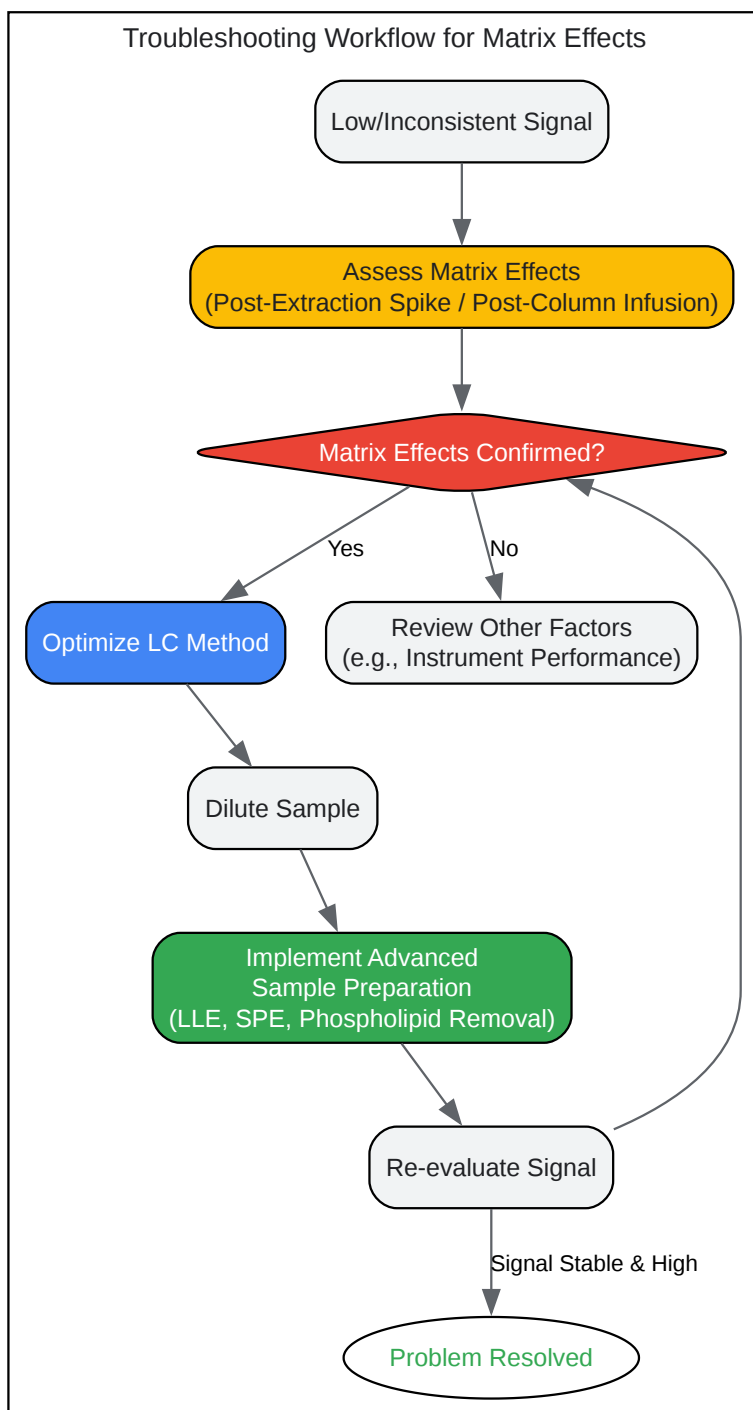 Troubleshooting Workflow for Matrix Effects
Low/Inconsistent Signal
Assess Matrix Effects
(Post-Extraction Spike / Post-Column Infusion)
Matrix Effects Confirmed?
Yes
No
Optimize LC Method
Review Other Factors
(e.g., Instrument Performance)
Dilute Sample
Implement Advanced
Sample Preparation
(LLE, SPE, Phospholipid Removal)
Re-evaluate Signal
Signal Stable & High
Problem Resolved